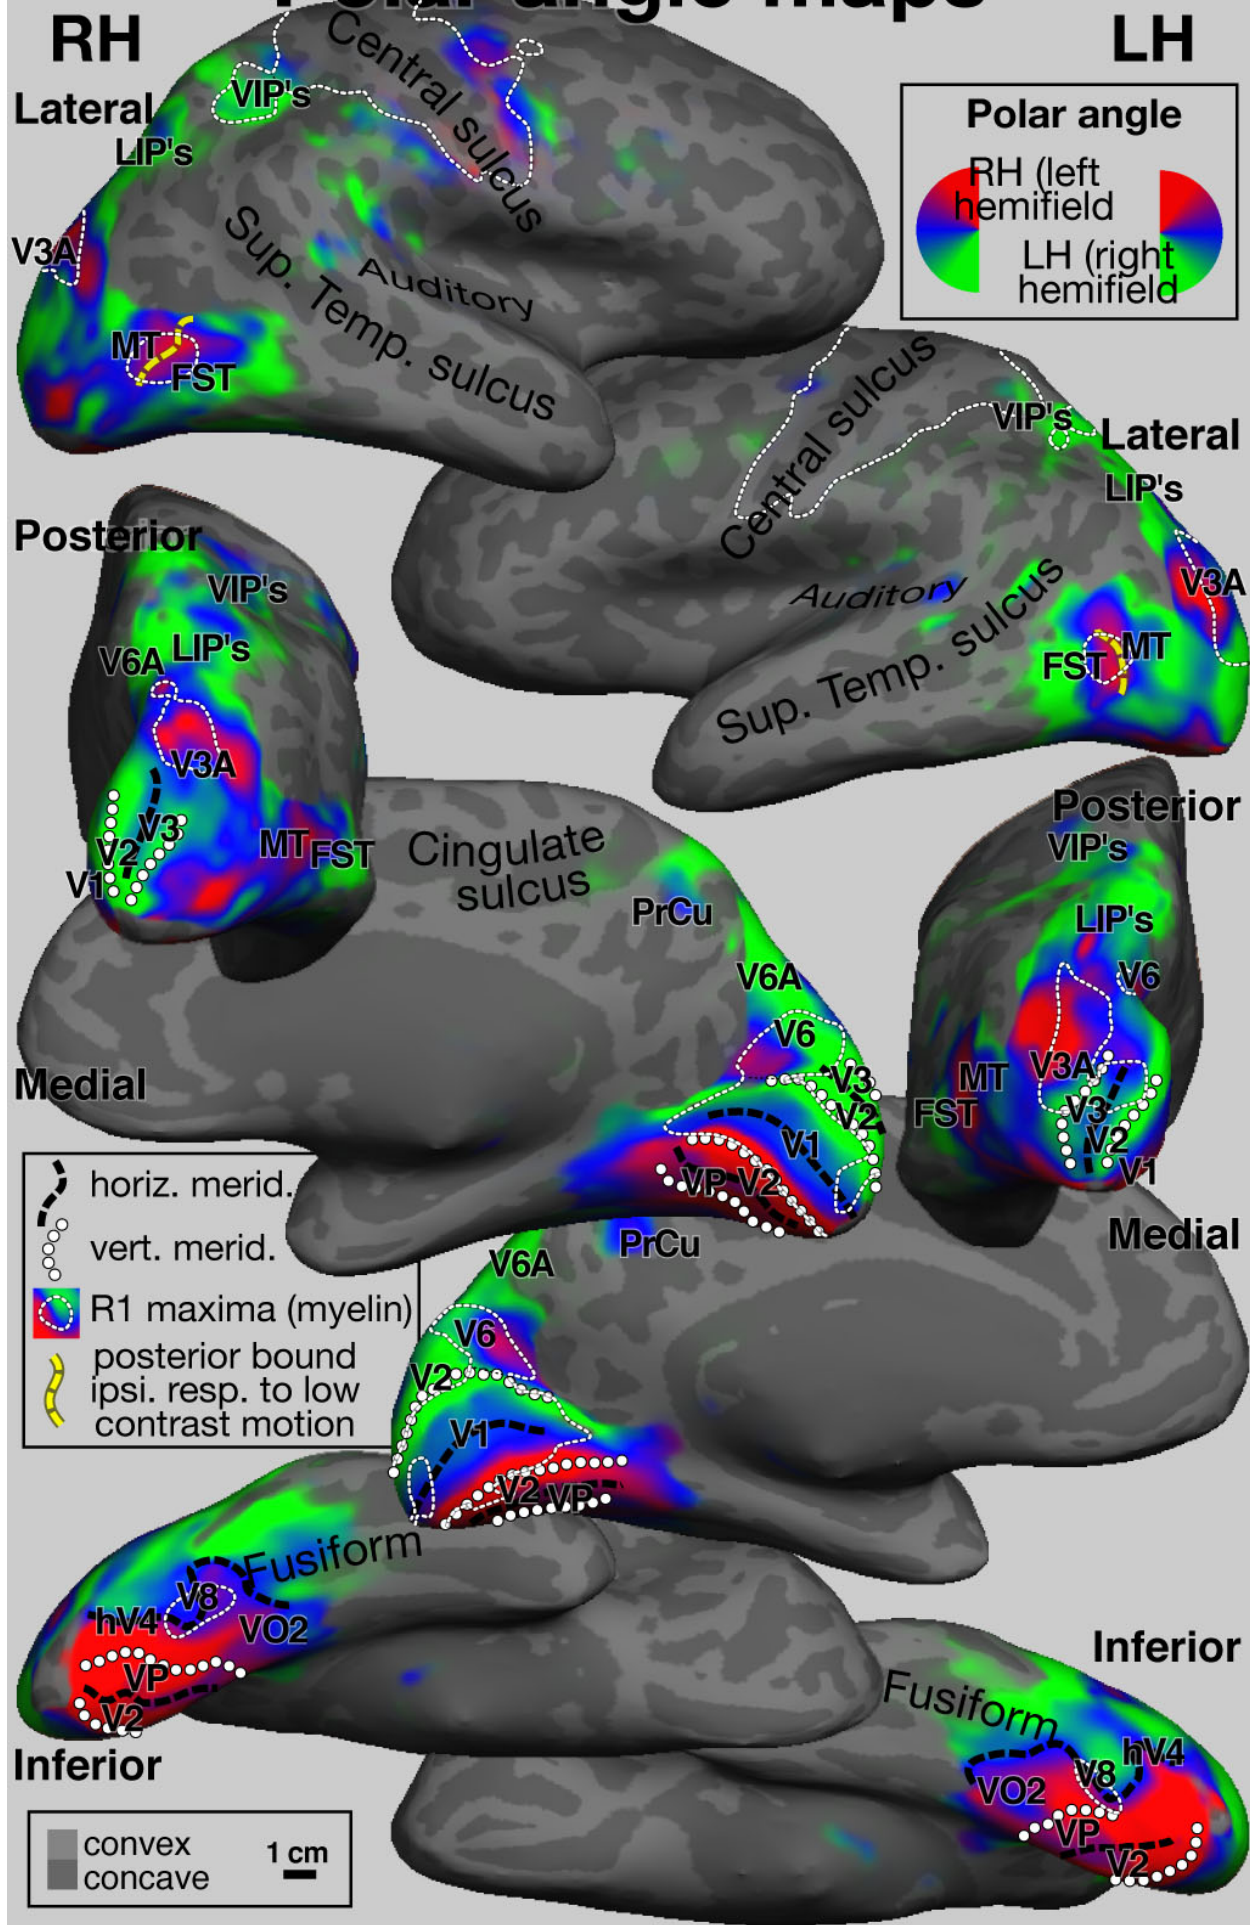 Polar angle maps
RH
LH
Lateral
VIP's
LIP's
V3A
MT
FST
Central sulcus
Sup. Temp. sulcus
Auditory
Polar angle
RH (left
hemifield
LH (right
hemifield
Central sulcus
VIP's
Lateral
LIP's
V3A
MT
FST
Auditory
Sup. Temp. sulcus
Posterior
VIP's
V6A
LIP's
V3A
V3
V2
V1
MT
FST
Cingulate
sulcus
PrCu
V6A
V6
V3
V2
V1
VP
V2
Medial
Posterior
VIP's
LIP's
V6
V3A
MT
FST
V3
V2
V1
Medial
horiz. merid.
vert. merid.
R1 maxima (myelin)
posterior bound
ipsi. resp. to low
contrast motion
PrCu
V6A
V6
V2
V1
V2
VP
Fusiform
V8
hV4
VO2
VP
V2
Inferior
Inferior
Fusiform
hV4
V8
VO2
VP
V2
convex
concave
1 cm